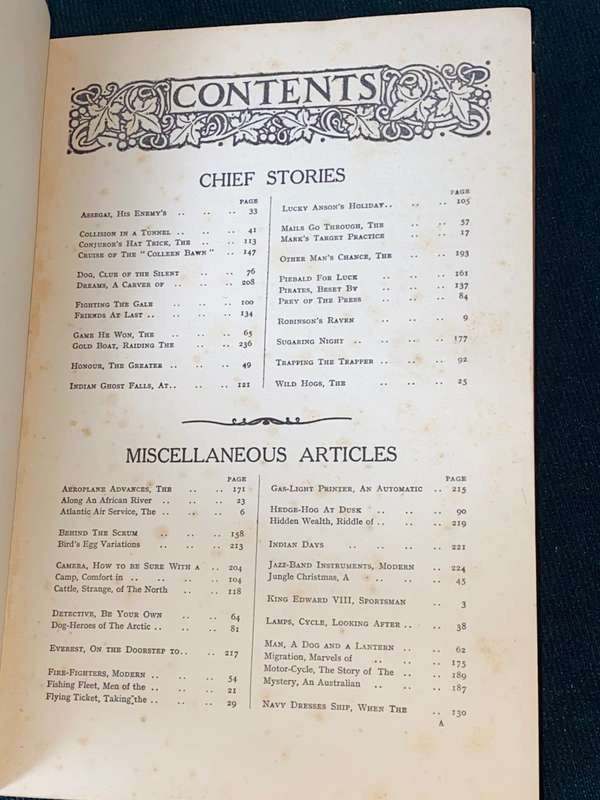 CONTENTS
CHIEF STORIES
PAGE
Assegai, His Enemy's .. .. .. 33
Collision in a Tunnel .. .. .. 41
Conjuror's Hat Trick, The .. .. 113
Cruise of the "Colleen Bawn" .. 147
Dog, Clue of the Silent .. .. 76
Dreams, A Carver of .. .. .. 208
Fighting The Gale .. .. .. 100
Friends At Last .. .. .. .. 134
Game He Won, The .. .. .. 65
Gold Boat, Raiding The .. .. 236
Honour, The Greater .. .. .. 49
Indian Ghost Falls, At .. .. .. 121
PAGE
Lucky Anson's Holiday .. .. .. 105
Mails Go Through, The .. .. 57
Mark's Target Practice .. .. 17
Other Man's Chance, The .. .. 193
Piebald For Luck .. .. .. 161
Pirates, Beset By .. .. .. 137
Prey of The Press .. .. .. 84
Robinson's Raven .. .. .. 9
Sugaring Night .. .. .. .. 177
Trapping The Trapper .. .. .. 92
Wild Hogs, The .. .. .. 25
MISCELLANEOUS ARTICLES
PAGE
Aeroplane Advances, The .. .. 171
Along An African River .. .. 23
Atlantic Air Service, The .. .. 6
Behind The Scrum .. .. .. 158
Bird's Egg Variations .. .. 213
Camera, How to be Sure With a .. 204
Camp, Comfort in .. .. .. .. 104
Cattle, Strange, of The North .. .. 118
Detective, Be Your Own .. .. 64
Dog-Heroes of The Arctic .. .. .. 81
Everest, On the Doorstep to .. .. 217
Fire-Fighters, Modern .. .. .. 54
Fishing Fleet, Men of the .. .. 21
Flying Ticket, Taking the .. .. 29
PAGE
Gas-Light Printer, An Automatic .. 215
Hedge-Hog At Dusk .. .. .. 90
Hidden Wealth, Riddle of .. .. .. 219
Indian Days .. .. .. .. 221
Jazz-Band Instruments, Modern .. 224
Jungle Christmas, A .. .. .. 45
King Edward VIII, Sportsman .. 3
Lamps, Cycle, Looking After .. .. 38
Man, A Dog and a Lantern .. .. 62
Migration, Marvels of .. .. .. 175
Motor-Cycle, The Story of The .. .. 189
Mystery, An Australian .. .. 187
Navy Dresses Ship, When The .. 130
A